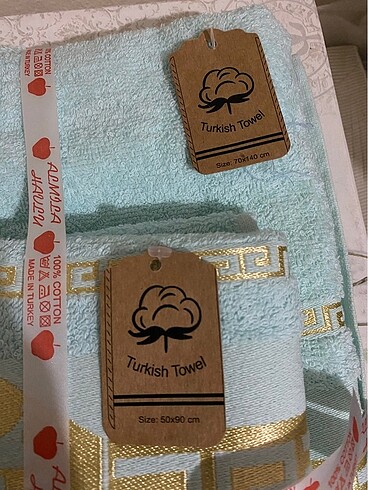 Turkish Towel
Size: 70x140 cm
Turkish Towel
Size: 50x90 cm
100% COTTON
MADE IN TURKEY